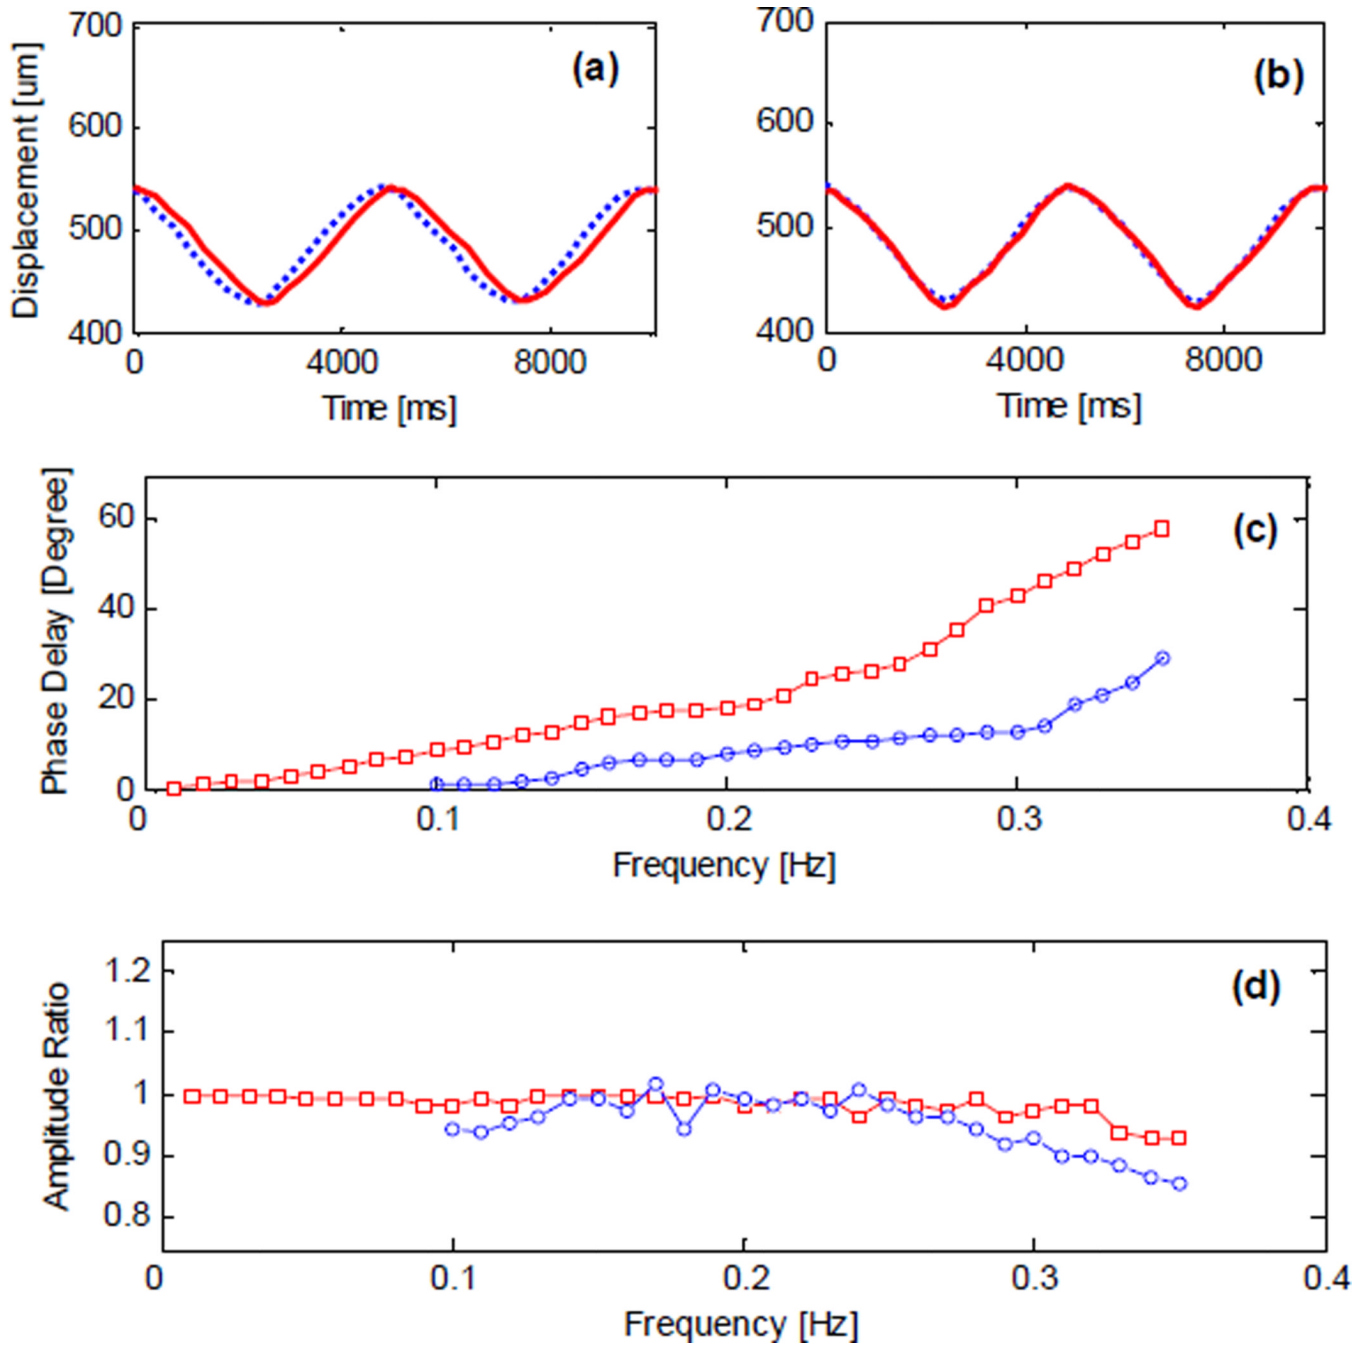 700
(a)
600
500
400
Displacement [um]
0 4000 8000
Time [ms]
700
(b)
600
500
400
0 4000 8000
Time [ms]
Phase Delay [Degree]
60
(c)
40
20
0
0 0.1 0.2 0.3 0.4
Frequency [Hz]
Amplitude Ratio
1.2
(d)
1.1
1
0.9
0.8
0 0.1 0.2 0.3 0.4
Frequency [Hz]